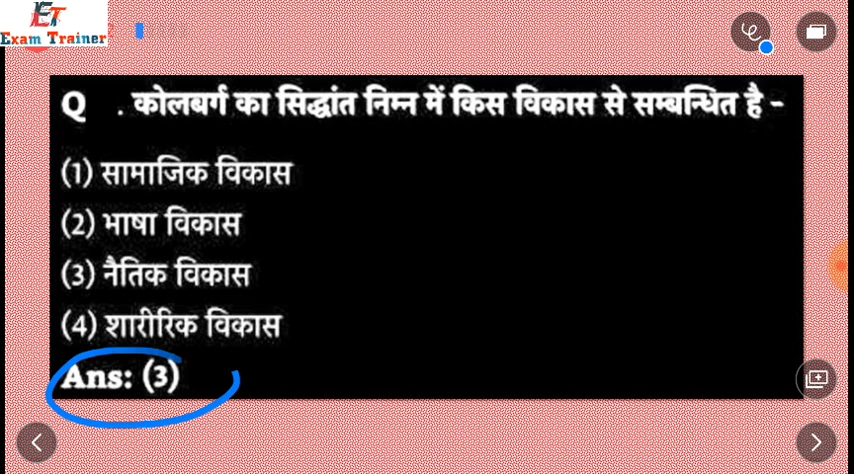 ET
Exam Trainer
Q . कोलबर्ग का सिद्धांत निम्न में किस विकास से सम्बन्धित है -
(1) सामाजिक विकास
(2) भाषा विकास
(3) नैतिक विकास
(4) शारीरिक विकास
Ans: (3)